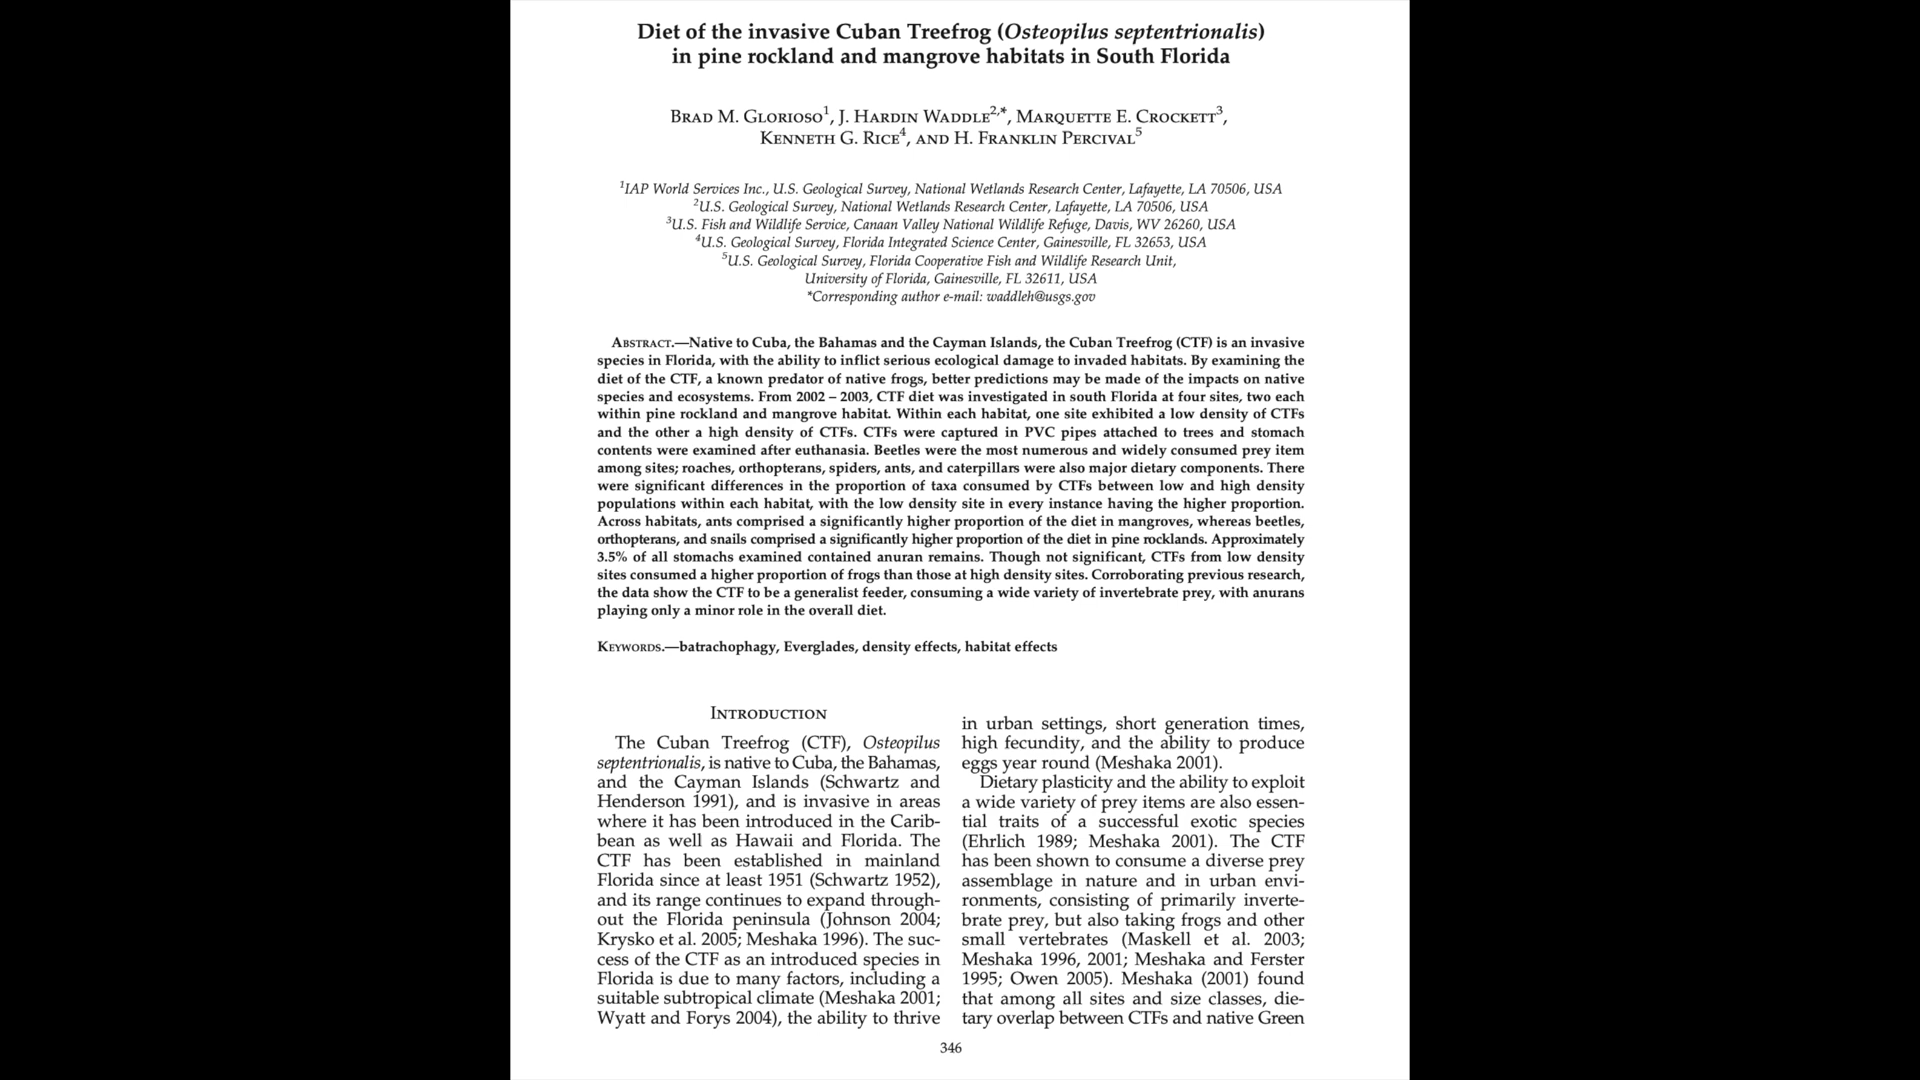 Diet of the invasive Cuban Treefrog (Osteopilus septentrionalis)
in pine rockland and mangrove habitats in South Florida
Brad M. Glorioso1, J. Hardin Waddle2,*, Marquette E. Crockett3,
Kenneth G. Rice4, and H. Franklin Percival5
1IAP World Services Inc., U.S. Geological Survey, National Wetlands Research Center, Lafayette, LA 70506, USA
2U.S. Geological Survey, National Wetlands Research Center, Lafayette, LA 70506, USA
3U.S. Fish and Wildlife Service, Canaan Valley National Wildlife Refuge, Davis, WV 26260, USA
4U.S. Geological Survey, Florida Integrated Science Center, Gainesville, FL 32653, USA
5U.S. Geological Survey, Florida Cooperative Fish and Wildlife Research Unit,
University of Florida, Gainesville, FL 32611, USA
*Corresponding author e-mail: waddleh@usgs.gov
Abstract.—Native to Cuba, the Bahamas and the Cayman Islands, the Cuban Treefrog (CTF) is an invasive
species in Florida, with the ability to inflict serious ecological damage to invaded habitats. By examining the
diet of the CTF, a known predator of native frogs, better predictions may be made of the impacts on native
species and ecosystems. From 2002 – 2003, CTF diet was investigated in south Florida at four sites, two each
within pine rockland and mangrove habitat. Within each habitat, one site exhibited a low density of CTFs
and the other a high density of CTFs. CTFs were captured in PVC pipes attached to trees and stomach
contents were examined after euthanasia. Beetles were the most numerous and widely consumed prey item
among sites; roaches, orthopterans, spiders, ants, and caterpillars were also major dietary components. There
were significant differences in the proportion of taxa consumed by CTFs between low and high density
populations within each habitat, with the low density site in every instance having the higher proportion.
Across habitats, ants comprised a significantly higher proportion of the diet in mangroves, whereas beetles,
orthopterans, and snails comprised a significantly higher proportion of the diet in pine rocklands. Approximately
3.5% of all stomachs examined contained anuran remains. Though not significant, CTFs from low density
sites consumed a higher proportion of frogs than those at high density sites. Corroborating previous research,
the data show the CTF to be a generalist feeder, consuming a wide variety of invertebrate prey, with anurans
playing only a minor role in the overall diet.
Keywords.—batrachophagy, Everglades, density effects, habitat effects
Introduction
The Cuban Treefrog (CTF), Osteopilus
septentrionalis, is native to Cuba, the Bahamas,
and the Cayman Islands (Schwartz and
Henderson 1991), and is invasive in areas
where it has been introduced in the Carib-
bean as well as Hawaii and Florida. The
CTF has been established in mainland
Florida since at least 1951 (Schwartz 1952),
and its range continues to expand through-
out the Florida peninsula (Johnson 2004;
Krysko et al. 2005; Meshaka 1996). The suc-
cess of the CTF as an introduced species in
Florida is due to many factors, including a
suitable subtropical climate (Meshaka 2001;
Wyatt and Forys 2004), the ability to thrive
in urban settings, short generation times,
high fecundity, and the ability to produce
eggs year round (Meshaka 2001).
Dietary plasticity and the ability to exploit
a wide variety of prey items are also essen-
tial traits of a successful exotic species
(Ehrlich 1989; Meshaka 2001). The CTF
has been shown to consume a diverse prey
assemblage in nature and in urban envi-
ronments, consisting of primarily inverte-
brate prey, but also taking frogs and other
small vertebrates (Maskell et al. 2003;
Meshaka 1996, 2001; Meshaka and Ferster
1995; Owen 2005). Meshaka (2001) found
that among all sites and size classes, die-
tary overlap between CTFs and native Green
346